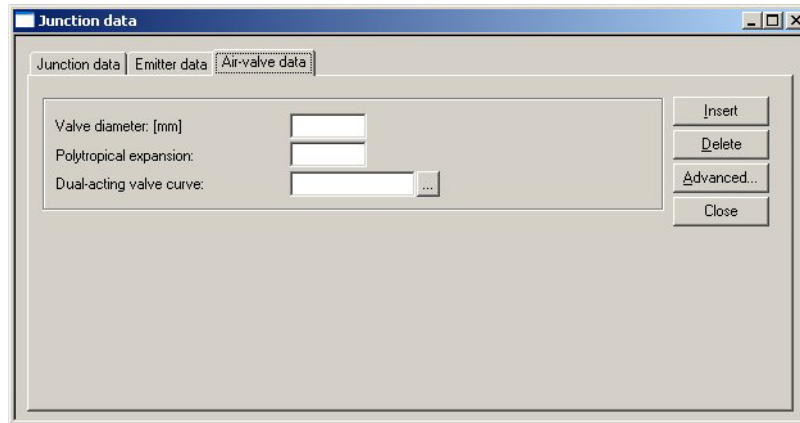 Junction data
Junction data Emitter data Air-valve data
Valve diameter: [mm]
Polytropical expansion:
Dual-acting valve curve: ...
Insert
Delete
Advanced...
Close